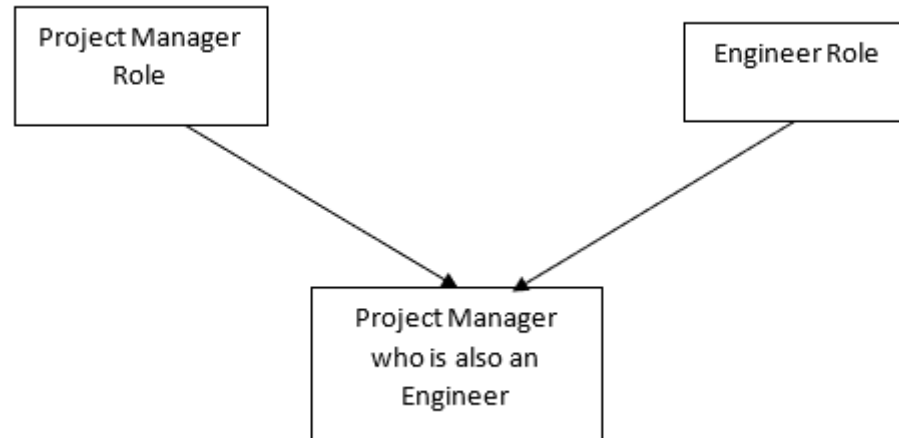 Project Manager
Role
Engineer Role
Project Manager
who is also an
Engineer